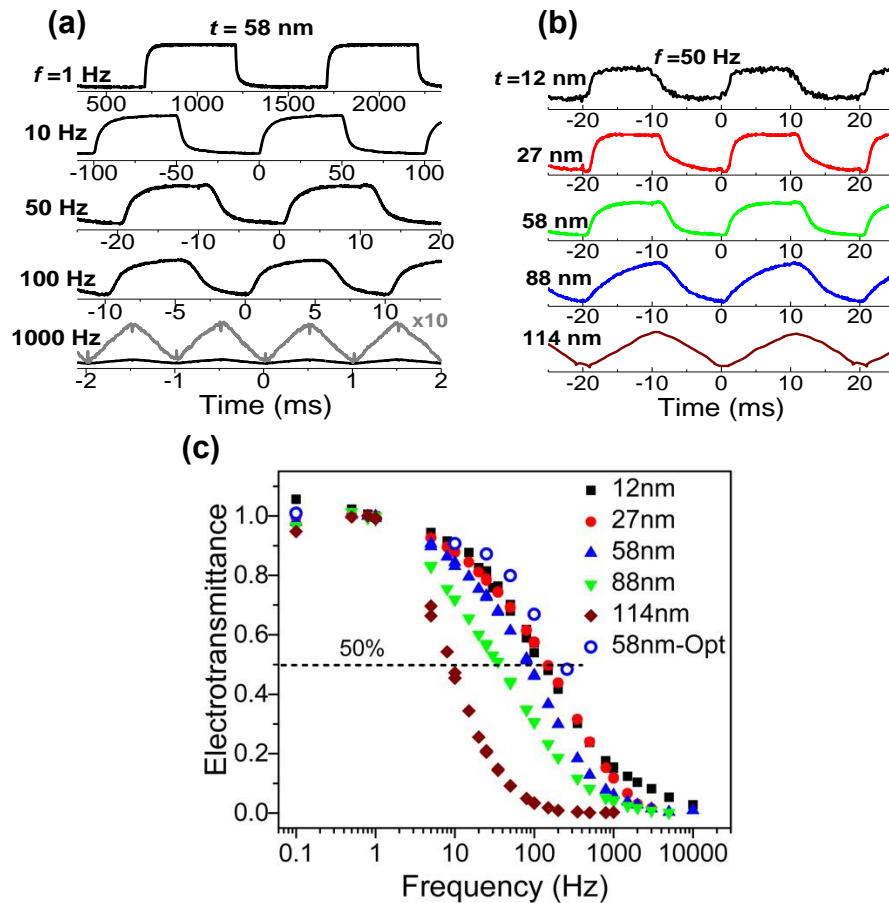 (a)
t = 58 nm
f = 1 Hz
500 1000 1500 2000
10 Hz
-100 -50 0 50 100
50 Hz
-20 -10 0 10 20
100 Hz
-10 -5 0 5 10
1000 Hz
x10
-2 -1 0 1 2
Time (ms)
(b)
f=50 Hz
t=12 nm
-20 -10 0 10 20
27 nm
-20 -10 0 10 20
58 nm
-20 -10 0 10 20
88 nm
-20 -10 0 10 20
114 nm
-20 -10 0 10 20
Time (ms)
(c)
Electrotransmittance
1.0
0.8
0.6
0.4
0.2
0.0
50%
12nm
27nm
58nm
88nm
114nm
58nm-Opt
0.1 1 10 100 1000 10000
Frequency (Hz)